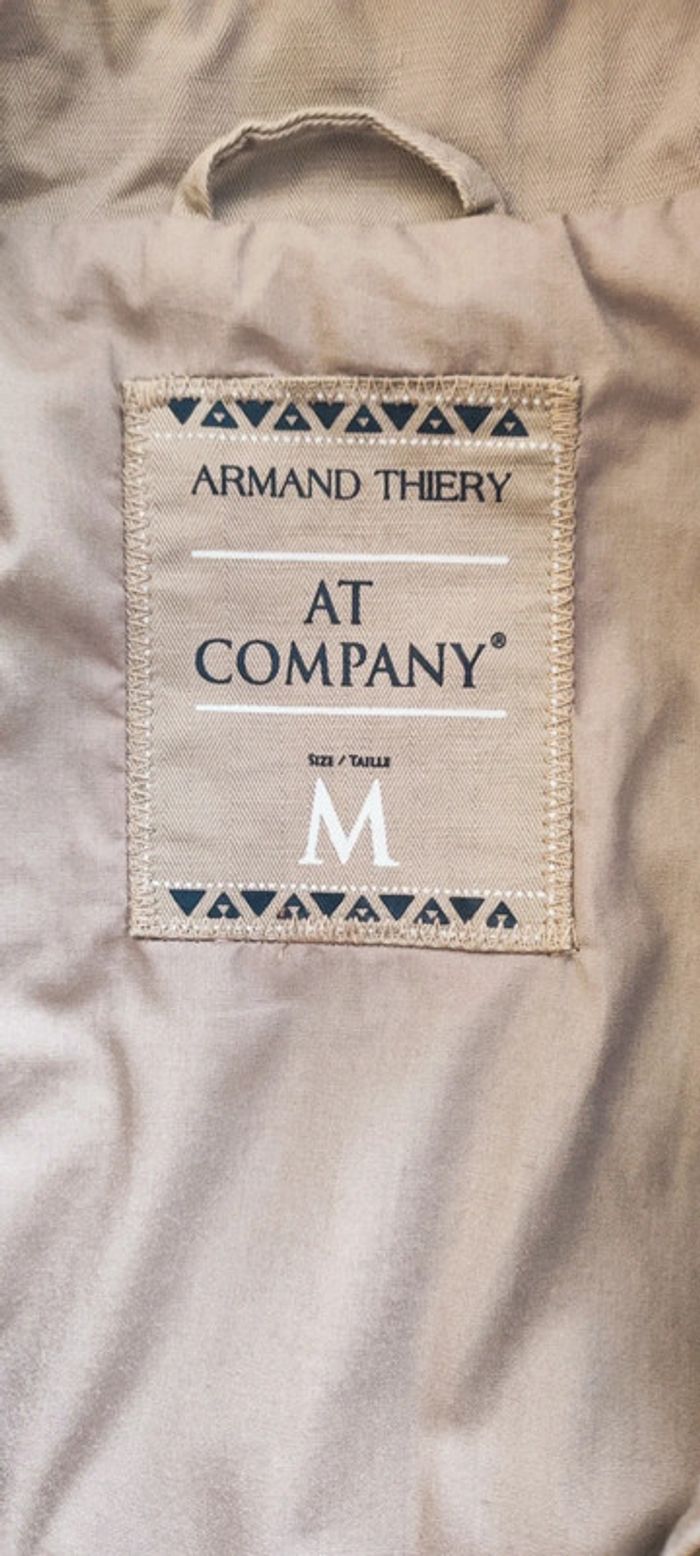 ARMAND THIERY
AT
COMPANY®
SIZE / TAILLE
M